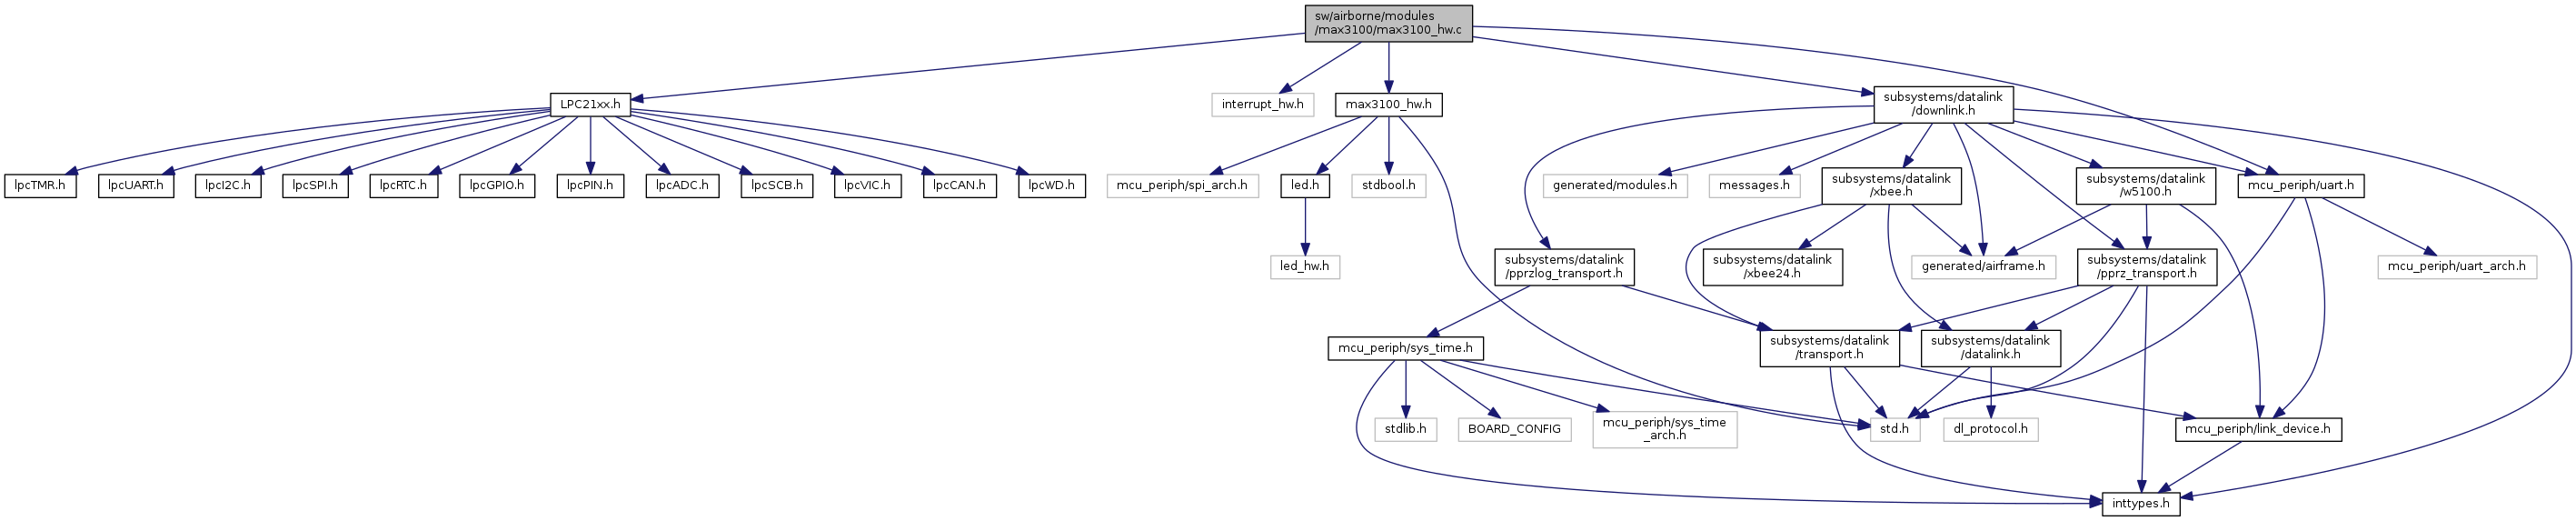 sw/airborne/modules
/max3100/max3100_hw.c
LPC21xx.h
interrupt_hw.h
max3100_hw.h
subsystems/datalink
/downlink.h
lpcTMR.h
lpcUART.h
lpcI2C.h
lpcSPI.h
lpcRTC.h
lpcGPIO.h
lpcPIN.h
lpcADC.h
lpcSCB.h
lpcVIC.h
lpcCAN.h
lpcWD.h
mcu_periph/spi_arch.h
led.h
stdbool.h
generated/modules.h
messages.h
subsystems/datalink
/xbee.h
subsystems/datalink
/w5100.h
mcu_periph/uart.h
led_hw.h
subsystems/datalink
/pprzlog_transport.h
subsystems/datalink
/xbee24.h
generated/airframe.h
subsystems/datalink
/pprz_transport.h
mcu_periph/uart_arch.h
mcu_periph/sys_time.h
subsystems/datalink
/transport.h
subsystems/datalink
/datalink.h
stdlib.h
BOARD_CONFIG
mcu_periph/sys_time
_arch.h
std.h
dl_protocol.h
mcu_periph/link_device.h
inttypes.h